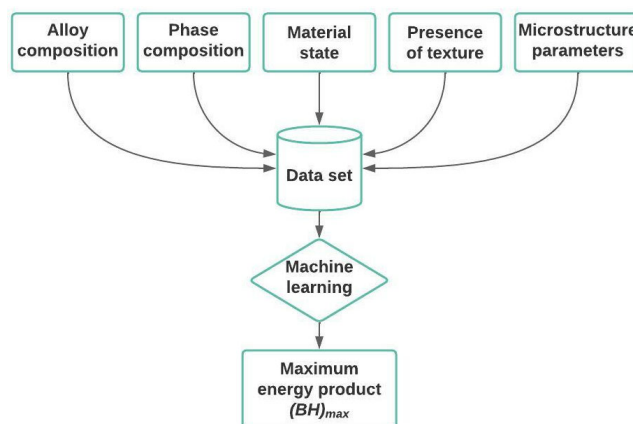 Alloy
composition
Phase
composition
Material
state
Presence
of texture
Microstructure
parameters
Data set
Machine
learning
Maximum
energy product
(BH)max